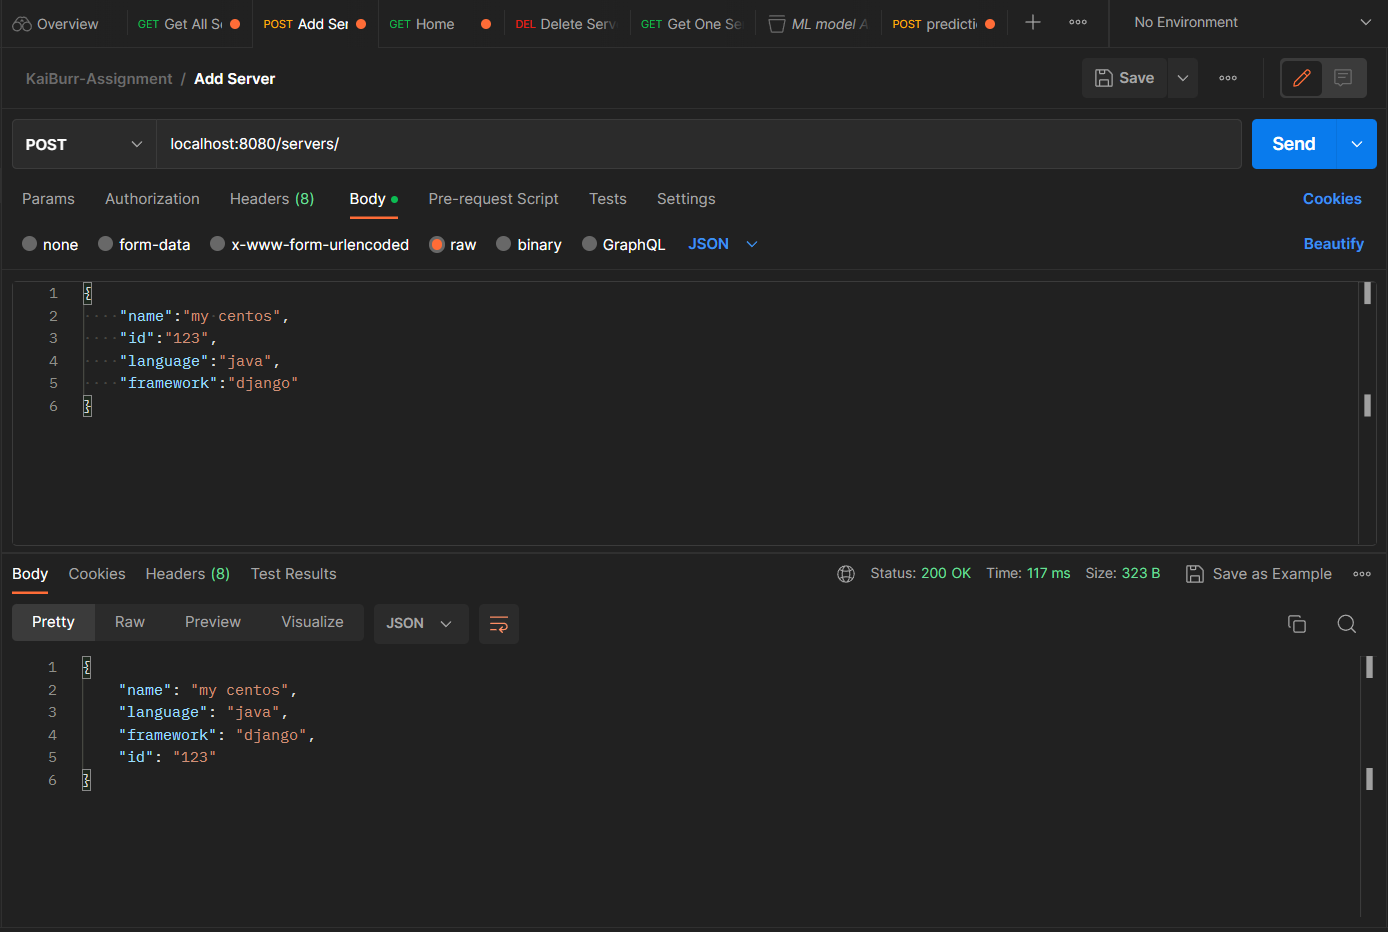 Overview GET Get All Se POST Add Ser GET Home DEL Delete Serv GET Get One Se ML model A POST predicti No Environment
KaiBurr-Assignment / Add Server Save
POST localhost:8080/servers/ Send
Params Authorization Headers (8) Body Pre-request Script Tests Settings Cookies
none form-data x-www-form-urlencoded raw binary GraphQL JSON Beautify
1 {
2 "name":"my centos",
3 "id":"123",
4 "language":"java",
5 "framework":"django"
6 }
Body Cookies Headers (8) Test Results Status: 200 OK Time: 117 ms Size: 323 B Save as Example
Pretty Raw Preview Visualize JSON
1 {
2 "name": "my centos",
3 "language": "java",
4 "framework": "django",
5 "id": "123"
6 }